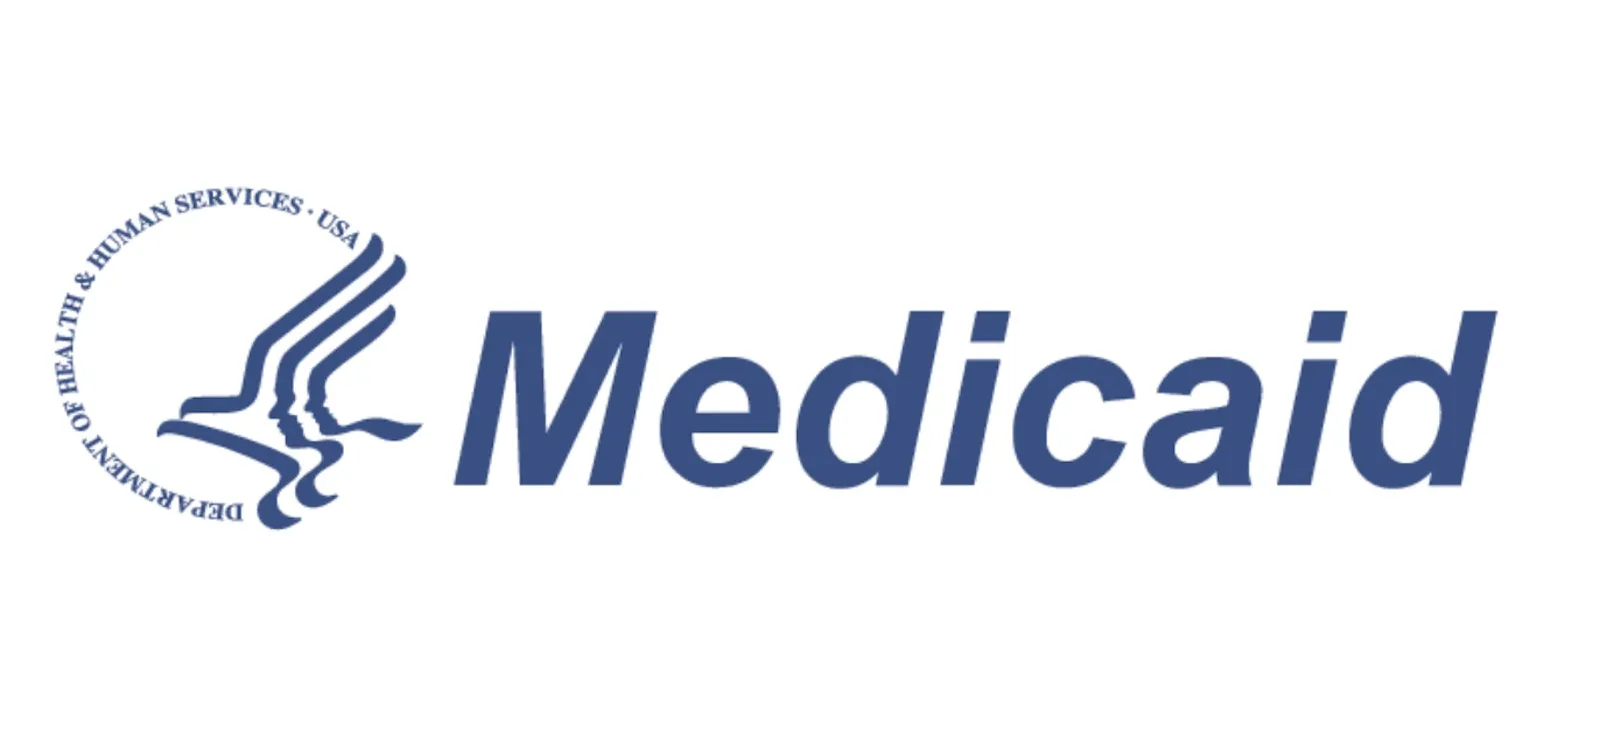 DEPARTMENT OF HEALTH & HUMAN SERVICES · USA
Medicaid